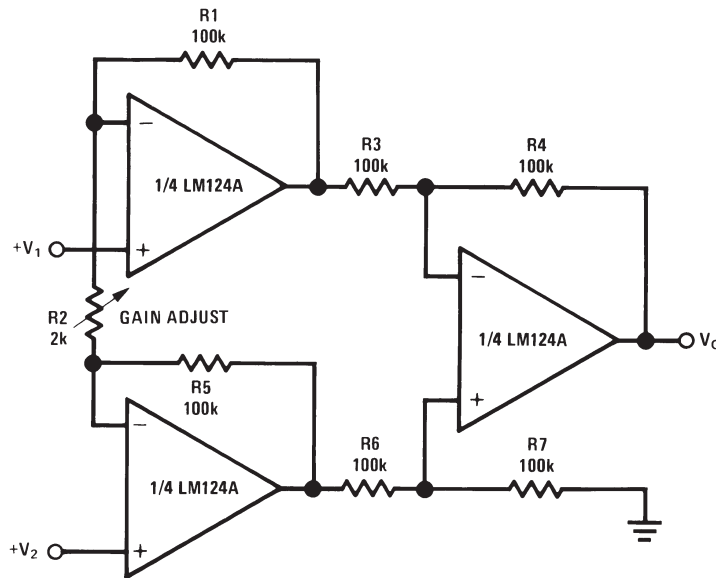 R1
100k
−
1/4 LM124A
+V1
+
R3
100k
R4
100k
R2
2k
GAIN ADJUST
−
1/4 LM124A
+
R5
100k
−
1/4 LM124A
+V2
+
R6
100k
R7
100k